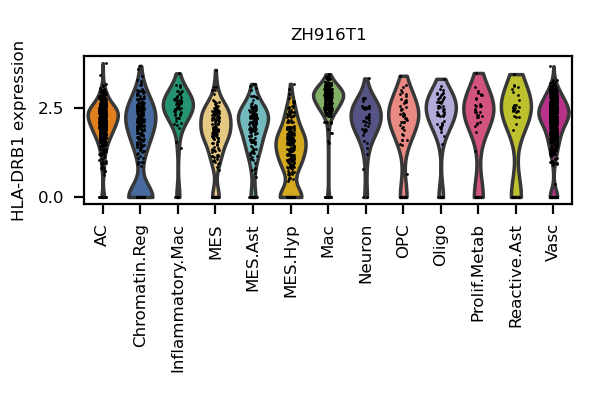 ZH916T1
HLA-DRB1 expression
2.5
0.0
AC
Chromatin.Reg
Inflammatory.Mac
MES
MES.Ast
MES.Hyp
Mac
Neuron
OPC
Oligo
Prolif.Metab
Reactive.Ast
Vasc